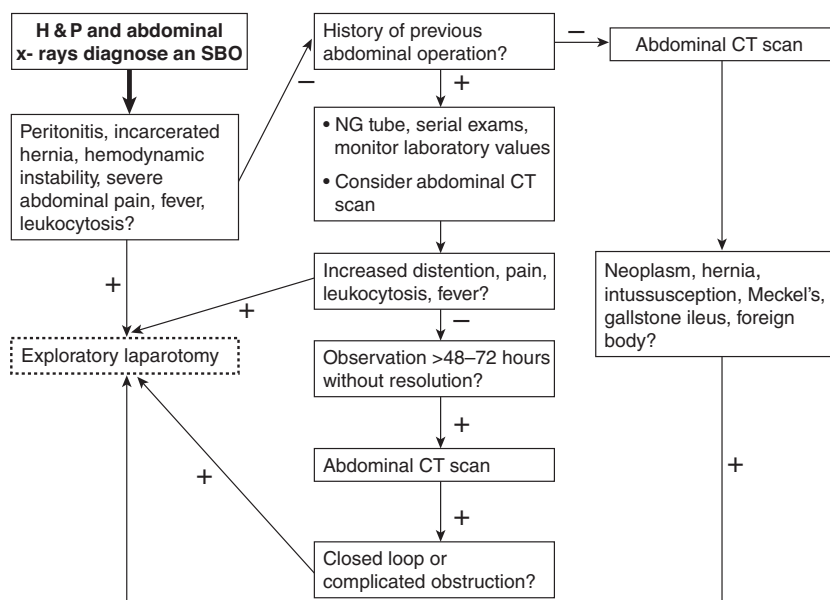 H & P and abdominal
x- rays diagnose an SBO
Peritonitis, incarcerated
hernia, hemodynamic
instability, severe
abdominal pain, fever,
leukocytosis?
+
Exploratory laparotomy
–
History of previous
abdominal operation?
–
Abdominal CT scan
+
• NG tube, serial exams,
monitor laboratory values
• Consider abdominal CT
scan
Increased distention, pain,
leukocytosis, fever?
+
–
Observation >48–72 hours
without resolution?
+
Abdominal CT scan
+
Closed loop or
complicated obstruction?
+
Neoplasm, hernia,
intussusception, Meckel's,
gallstone ileus, foreign
body?
+